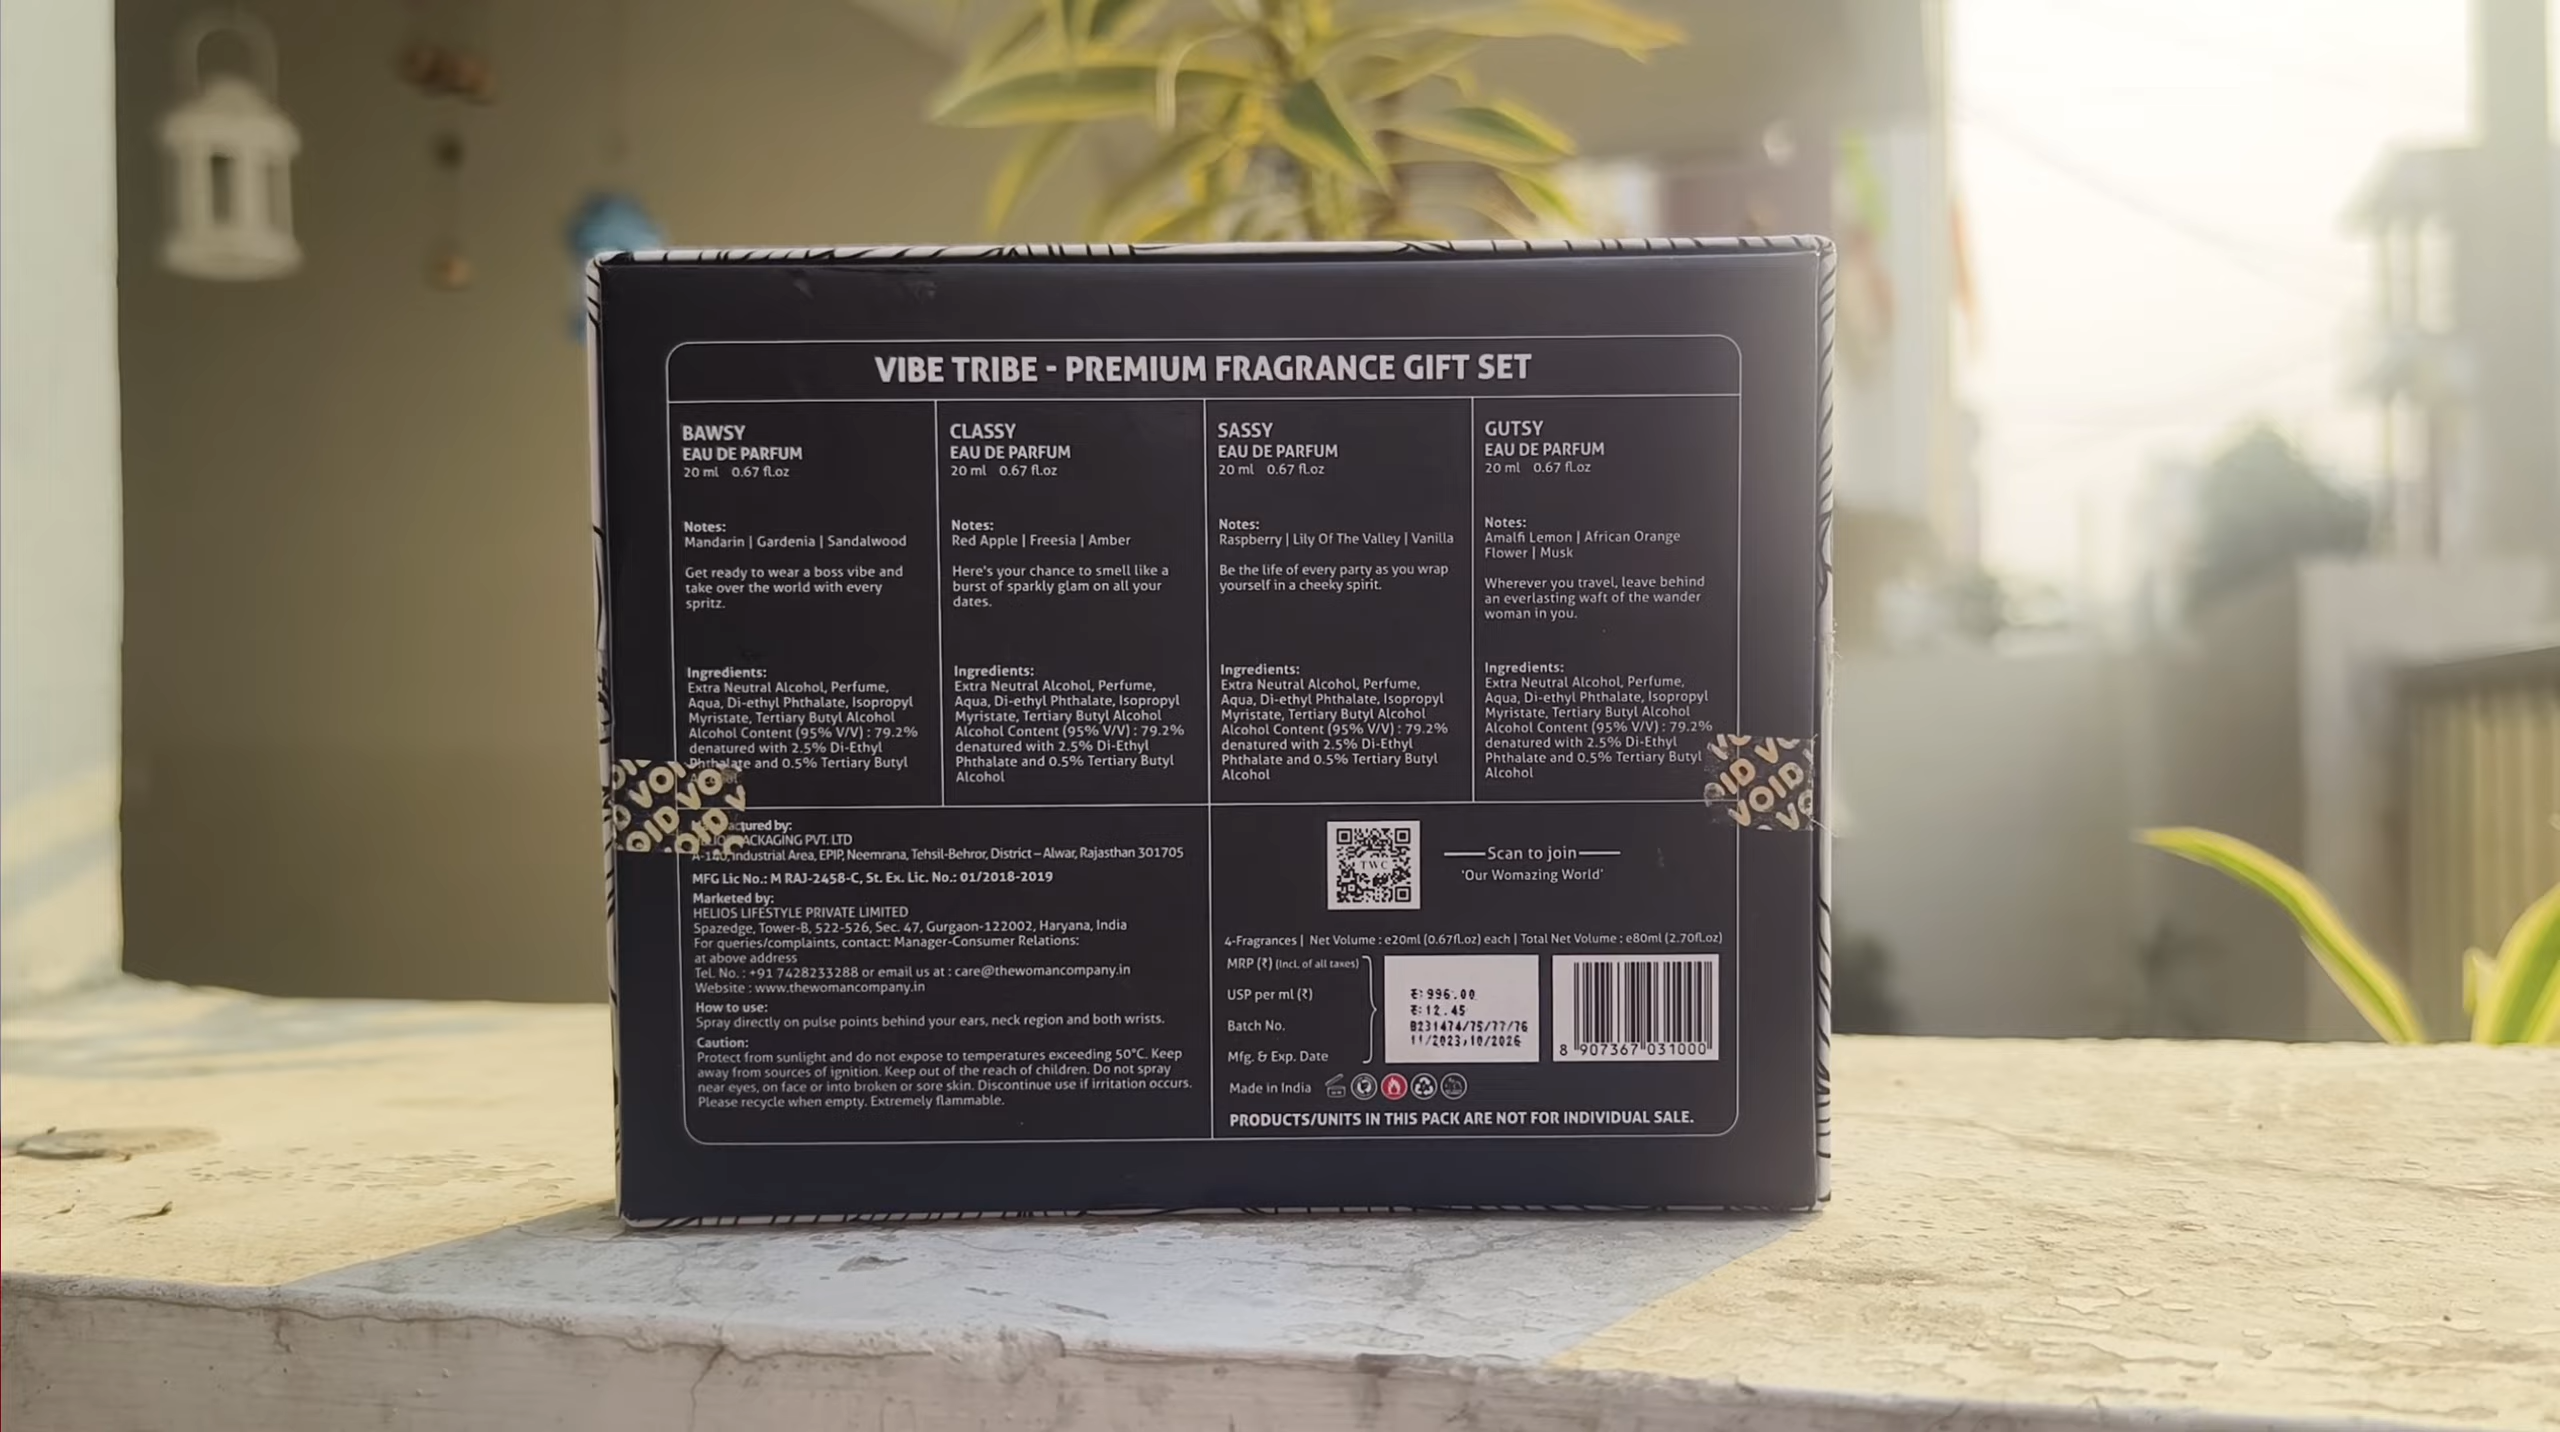 VIBE TRIBE - PREMIUM FRAGRANCE GIFT SET
BAWSY
EAU DE PARFUM
20 ml 0.67 fl.oz
Notes:
Mandarin | Gardenia | Sandalwood
Get ready to wear a boss vibe and
take over the world with every
spritz.
Ingredients:
Extra Neutral Alcohol, Perfume,
Aqua, Di-ethyl Phthalate, Isopropyl
Myristate, Tertiary Butyl Alcohol
Alcohol Content (95% V/V) : 79.2%
denatured with 2.5% Di-Ethyl
Phthalate and 0.5% Tertiary Butyl
Alcohol
CLASSY
EAU DE PARFUM
20 ml 0.67 fl.oz
Notes:
Red Apple | Freesia | Amber
Here's your chance to smell like a
burst of sparkly glam on all your
dates.
Ingredients:
Extra Neutral Alcohol, Perfume,
Aqua, Di-ethyl Phthalate, Isopropyl
Myristate, Tertiary Butyl Alcohol
Alcohol Content (95% V/V) : 79.2%
denatured with 2.5% Di-Ethyl
Phthalate and 0.5% Tertiary Butyl
Alcohol
SASSY
EAU DE PARFUM
20 ml 0.67 fl.oz
Notes:
Raspberry | Lily Of The Valley | Vanilla
Be the life of every party as you wrap
yourself in a cheeky spirit.
Ingredients:
Extra Neutral Alcohol, Perfume,
Aqua, Di-ethyl Phthalate, Isopropyl
Myristate, Tertiary Butyl Alcohol
Alcohol Content (95% V/V) : 79.2%
denatured with 2.5% Di-Ethyl
Phthalate and 0.5% Tertiary Butyl
Alcohol
GUTSY
EAU DE PARFUM
20 ml 0.67 fl.oz
Notes:
Amalfi Lemon | African Orange
Flower | Musk
Wherever you travel, leave behind
an everlasting waft of the wander
woman in you.
Ingredients:
Extra Neutral Alcohol, Perfume,
Aqua, Di-ethyl Phthalate, Isopropyl
Myristate, Tertiary Butyl Alcohol
Alcohol Content (95% V/V) : 79.2%
denatured with 2.5% Di-Ethyl
Phthalate and 0.5% Tertiary Butyl
Alcohol
VOID
VOID
by:
PVT. LTD
Industrial Area, EPIP, Neemrana, Tehsil-Behror, District – Alwar, Rajasthan 301705
MFG Lic No.: M RAJ-2458-C, St. Ex. Lic. No.: 01/2018-2019
Marketed by:
HELIOS LIFESTYLE PRIVATE LIMITED
Spazedge, Tower-B, 522-526, Sec. 47, Gurgaon-122002, Haryana, India
For queries/complaints, contact: Manager-Consumer Relations:
at above address
Tel. No. : +91 7428233288 or email us at : care@thewomancompany.in
Website : www.thewomancompany.in
How to use:
Spray directly on pulse points behind your ears, neck region and both wrists.
Caution:
Protect from sunlight and do not expose to temperatures exceeding 50°C. Keep
away from sources of ignition. Keep out of the reach of children. Do not spray
near eyes, on face or into broken or sore skin. Discontinue use if irritation occurs.
Please recycle when empty. Extremely flammable.
TWC
Scan to join
'Our Womazing World'
4-Fragrances | Net Volume : e20ml (0.67fl.oz) each | Total Net Volume : e80ml (2.70fl.oz)
MRP (₹) (Incl. of all taxes)
USP per ml (₹)
Batch No.
Mfg. & Exp. Date
₹:996.00
₹:12.45
B231474/75/77/76
11/2023,10/2026
8 907367 031000
Made in India
PRODUCTS/UNITS IN THIS PACK ARE NOT FOR INDIVIDUAL SALE.